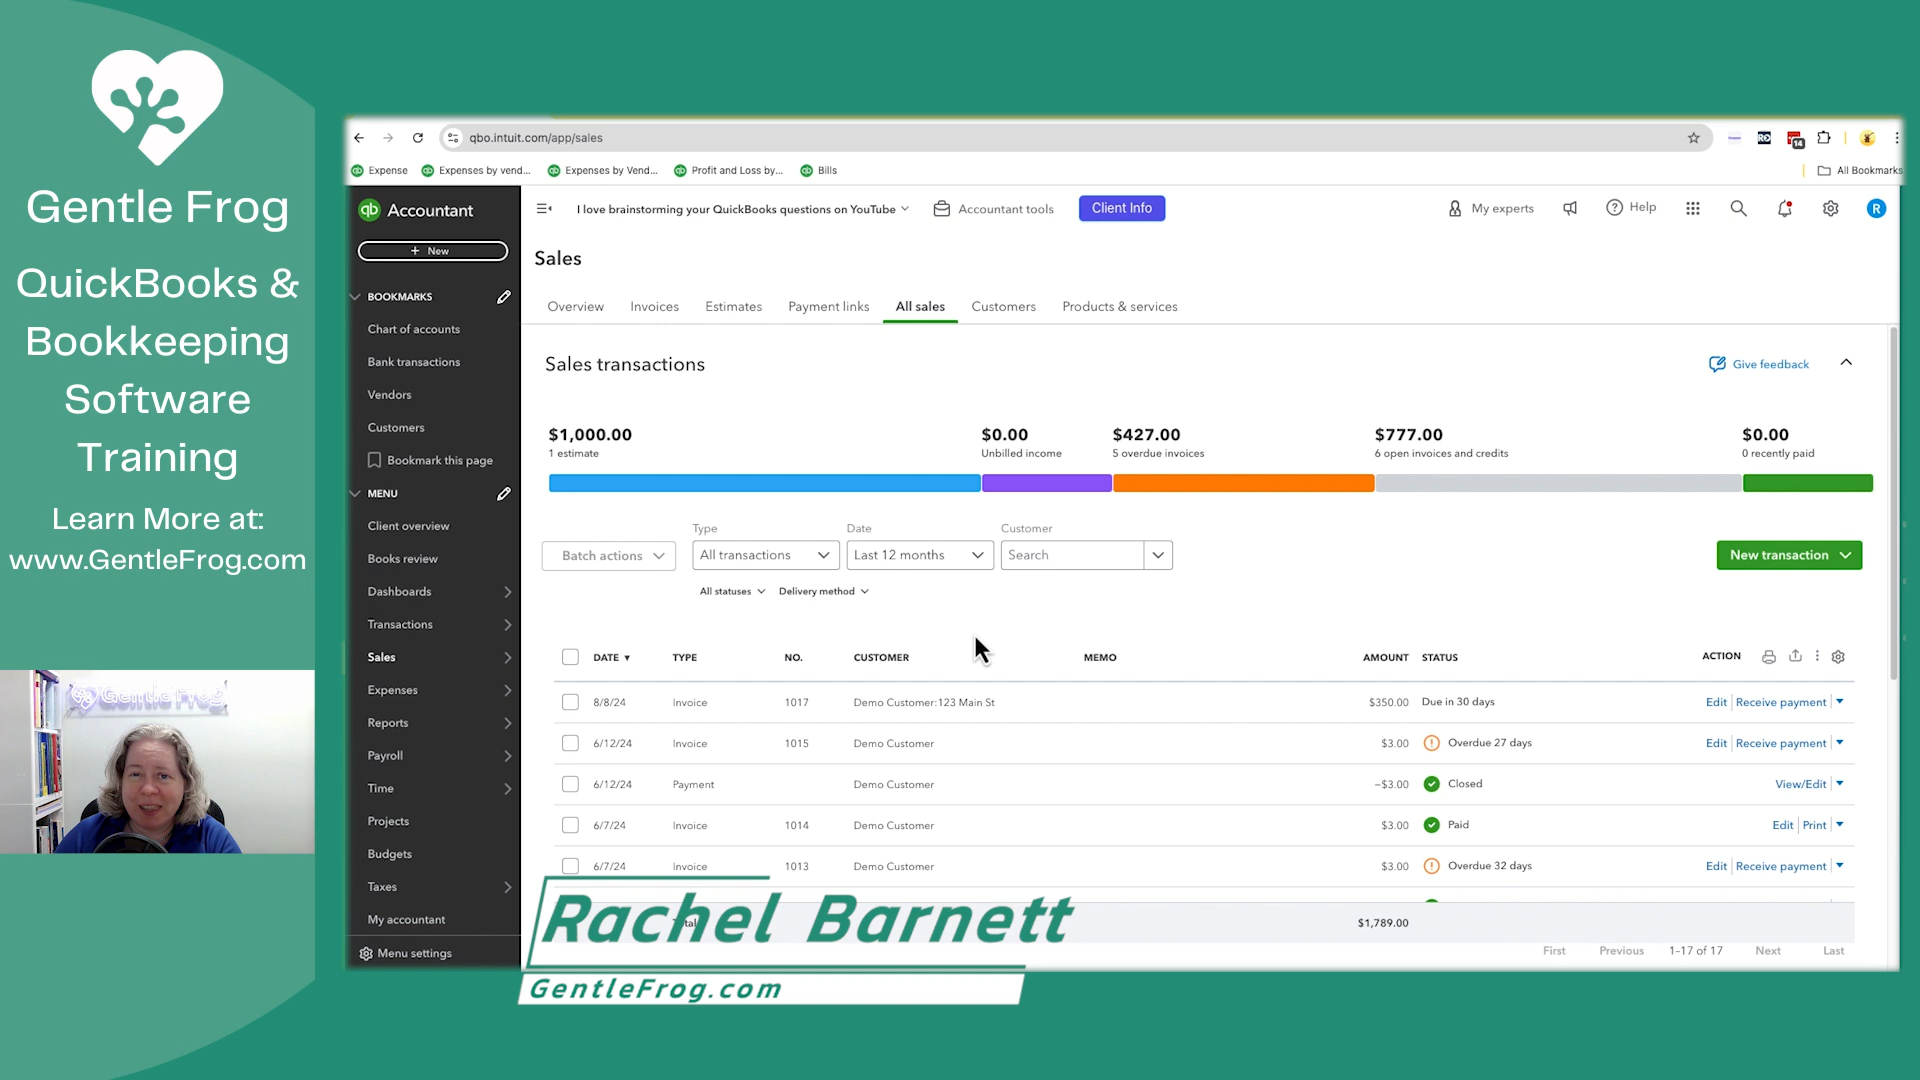 Gentle Frog
QuickBooks &
Bookkeeping
Software
Training
Learn More at:
www.GentleFrog.com
Gentle Frog
qbo.intuit.com/app/sales
14
Expense
Expenses by vend...
Expenses by Vend...
Profit and Loss by...
Bills
All Bookmarks
qb Accountant
+ New
BOOKMARKS
Chart of accounts
Bank transactions
Vendors
Customers
Bookmark this page
MENU
Client overview
Books review
Dashboards
Transactions
Sales
Expenses
Reports
Payroll
Time
Projects
Budgets
Taxes
My accountant
Menu settings
I love brainstorming your QuickBooks questions on YouTube
Accountant tools
Client Info
My experts
Help
R
Sales
Overview Invoices Estimates Payment links All sales Customers Products & services
Sales transactions
Give feedback
$1,000.00 $0.00 $427.00 $777.00 $0.00
1 estimate Unbilled income 5 overdue invoices 6 open invoices and credits 0 recently paid
Type Date Customer
Batch actions All transactions Last 12 months Search New transaction
All statuses Delivery method
DATE TYPE NO. CUSTOMER MEMO AMOUNT STATUS ACTION
8/8/24 Invoice 1017 Demo Customer:123 Main St $350.00 Due in 30 days Edit Receive payment
6/12/24 Invoice 1015 Demo Customer $3.00 Overdue 27 days Edit Receive payment
6/12/24 Payment Demo Customer –$3.00 Closed View/Edit
6/7/24 Invoice 1014 Demo Customer $3.00 Paid Edit Print
6/7/24 Invoice 1013 Demo Customer $3.00 Overdue 32 days Edit Receive payment
$1,789.00
First Previous 1-17 of 17 Next Last
Rachel Barnett
GentleFrog.com